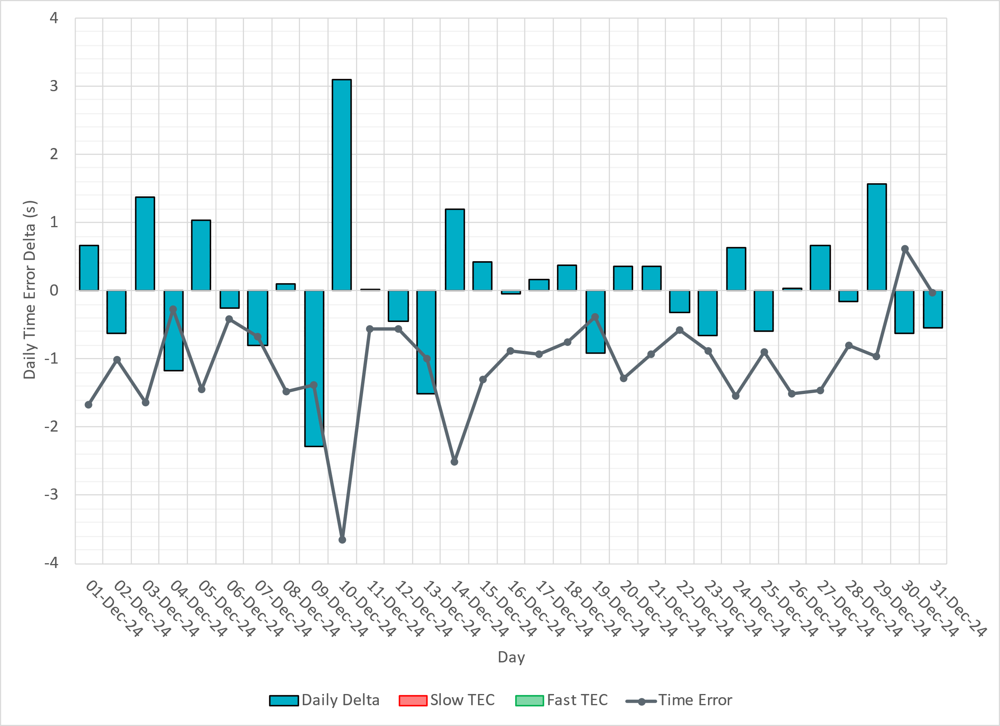 4
3
2
1
0
-1
-2
-3
-4
Daily Time Error Delta (s)
01-Dec-24
02-Dec-24
03-Dec-24
04-Dec-24
05-Dec-24
06-Dec-24
07-Dec-24
08-Dec-24
09-Dec-24
10-Dec-24
11-Dec-24
12-Dec-24
13-Dec-24
14-Dec-24
15-Dec-24
16-Dec-24
17-Dec-24
18-Dec-24
19-Dec-24
20-Dec-24
21-Dec-24
22-Dec-24
23-Dec-24
24-Dec-24
25-Dec-24
26-Dec-24
27-Dec-24
28-Dec-24
29-Dec-24
30-Dec-24
31-Dec-24
Day
Daily Delta Slow TEC Fast TEC Time Error